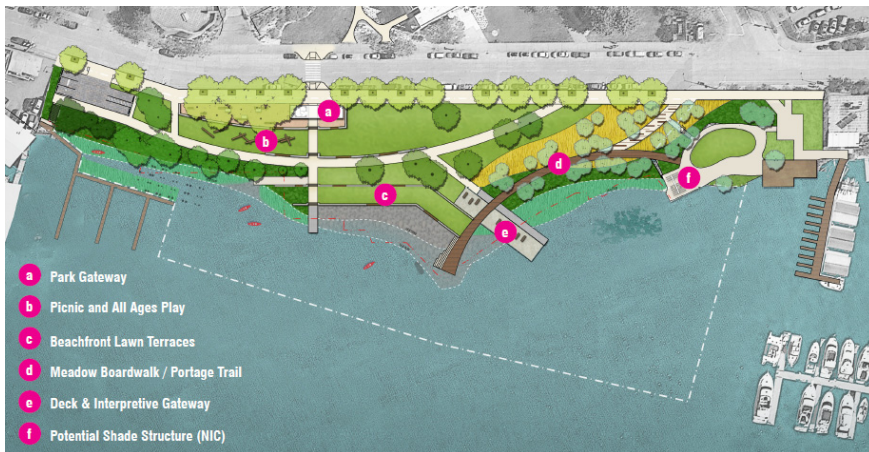 a
b
c
d
e
f
a Park Gateway
b Picnic and All Ages Play
c Beachfront Lawn Terraces
d Meadow Boardwalk / Portage Trail
e Deck & Interpretive Gateway
f Potential Shade Structure (NIC)